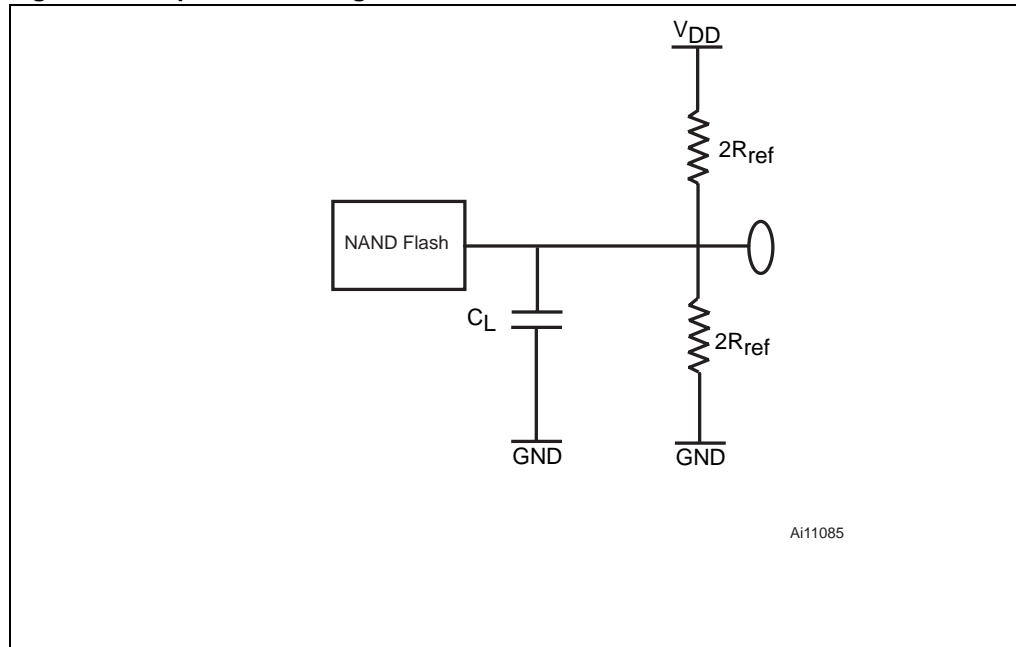 V_DD
2R_ref
NAND Flash
C_L
2R_ref
GND
GND
Ai11085